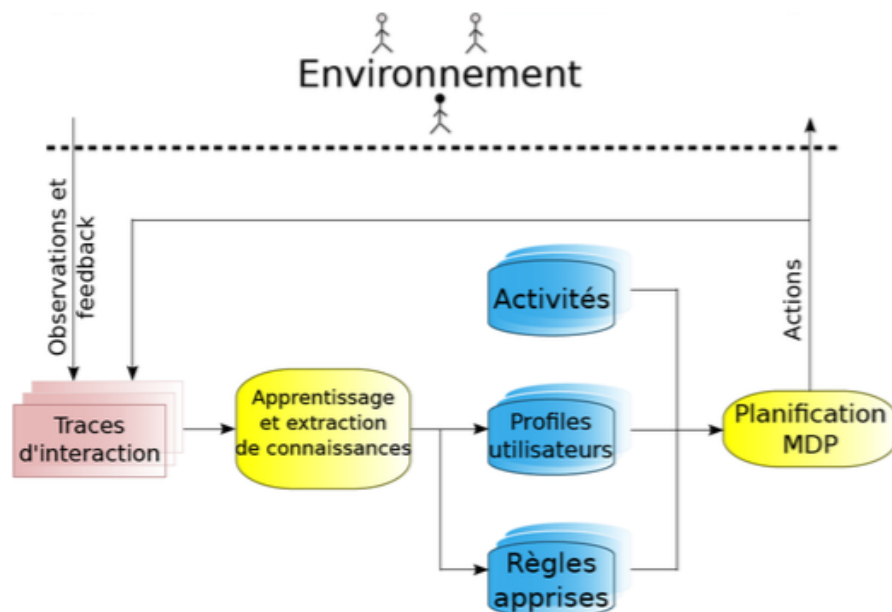 Environnement
Observations et
feedback
Activités
Actions
Traces
d'interaction
Apprentissage
et extraction
de connaissances
Profiles
utilisateurs
Planification
MDP
Règles
apprises